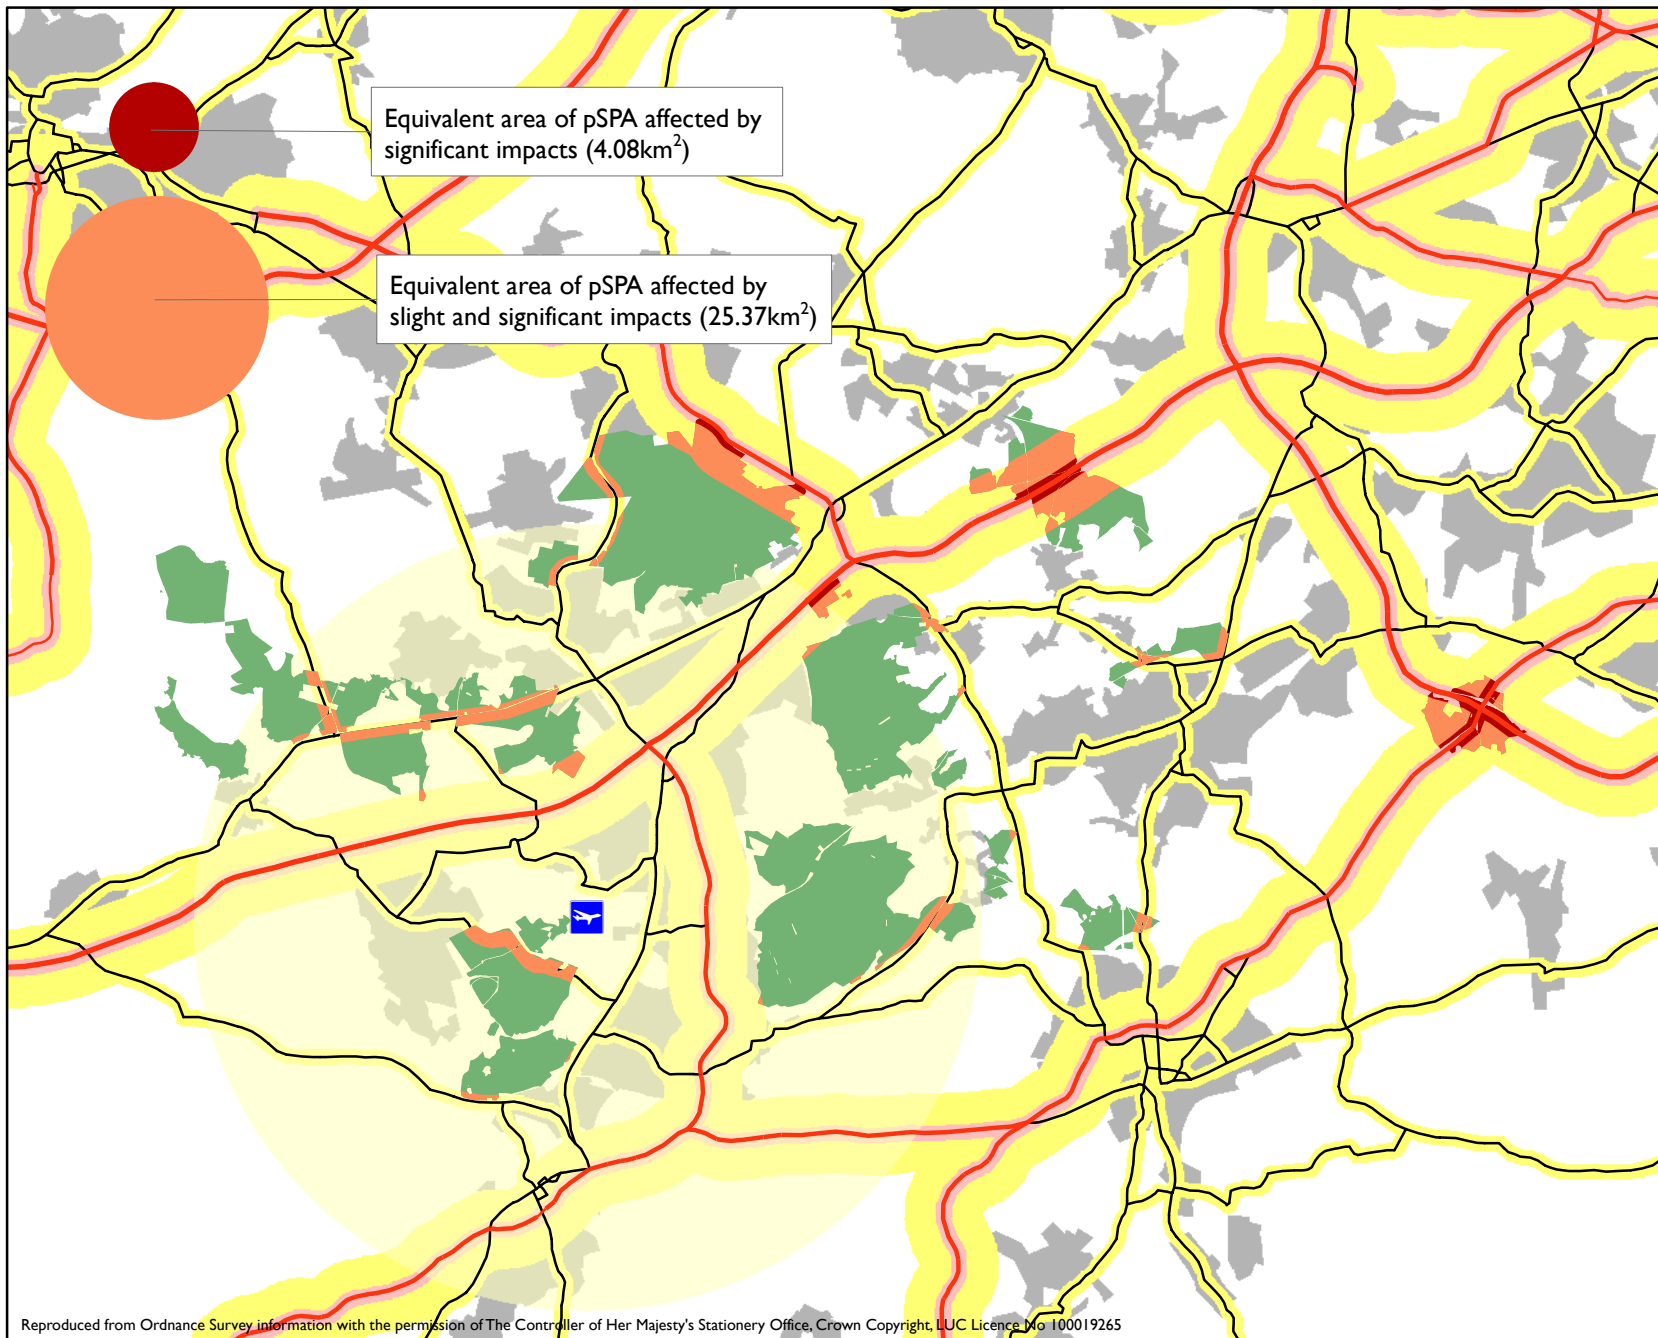 Equivalent area of pSPA affected by
significant impacts (4.08km²)
Equivalent area of pSPA affected by
slight and significant impacts (25.37km²)
Reproduced from Ordnance Survey information with the permission of The Controller of Her Majesty's Stationery Office, Crown Copyright, LUC Licence No 100019265